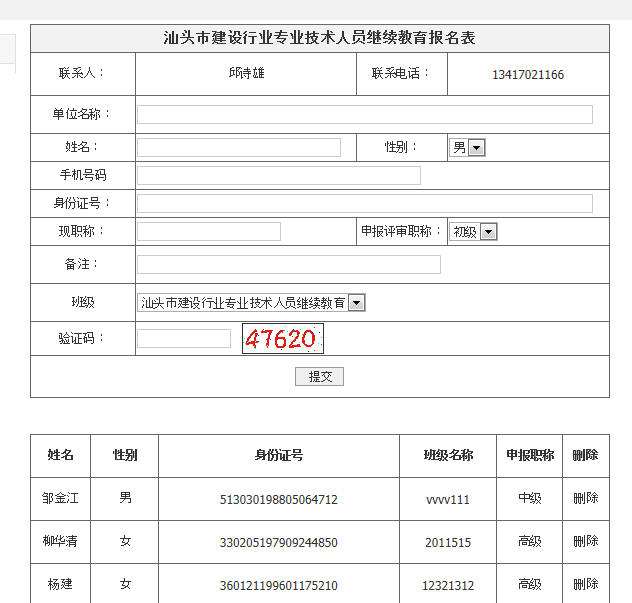 汕头市建设行业专业技术人员继续教育报名表
联系人： 邱诗雄 联系电话： 13417021166
单位名称：
姓名： 性别： 男
手机号码
身份证号：
现职称： 申报评审职称： 初级
备注：
班级 汕头市建设行业专业技术人员继续教育
验证码： 47620
提交
姓名 性别 身份证号 班级名称 申报职称 删除
邹金江 男 513030198805064712 vvvv111 中级 删除
柳华清 女 330205197909244850 2011515 高级 删除
杨建 女 360121199601175210 12321312 高级 删除